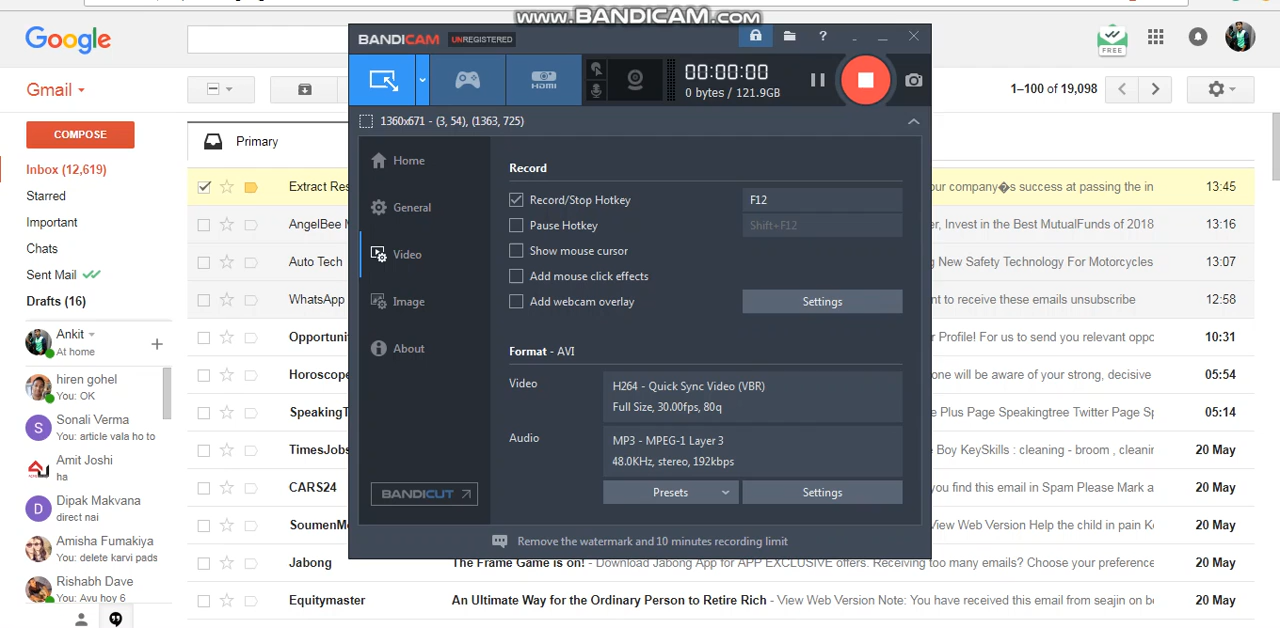 www.BANDICAM.com
Google
BANDICAM UNREGISTERED
?
HDMI
00:00:00
0 bytes / 121.9GB
FREE
Gmail
1–100 of 19,098
1360x671 - (3, 54), (1363, 725)
COMPOSE
Primary
Inbox (12,619)
Starred
Important
Chats
Sent Mail
Drafts (16)
Ankit
At home
hiren gohel
You: OK
S
Sonali Verma
You: article vala ho to
Amit Joshi
ha
D
Dipak Makvana
direct nai
Amisha Fumakiya
You: delete karvi pads
Rishabh Dave
You: Avu hoy 6
Home
General
Video
Image
About
BANDICUT
Record
Record/Stop Hotkey F12
Pause Hotkey Shift+F12
Show mouse cursor
Add mouse click effects
Add webcam overlay Settings
Format - AVI
Video
H264 - Quick Sync Video (VBR)
Full Size, 30.00fps, 80q
Audio
MP3 - MPEG-1 Layer 3
48.0KHz, stereo, 192kbps
Presets Settings
Remove the watermark and 10 minutes recording limit
Extract Res our company�s success at passing the in 13:45
AngelBee , Invest in the Best MutualFunds of 2018 13:16
Auto Tech ng New Safety Technology For Motorcycles 13:07
WhatsApp nt to receive these emails unsubscribe 12:58
Opportuni r Profile! For us to send you relevant oppo 10:31
Horoscope one will be aware of your strong, decisive 05:54
SpeakingT Plus Page Speakingtree Twitter Page Sp 05:14
TimesJobs Boy KeySkills : cleaning - broom , cleaning 20 May
CARS24 you find this email in Spam Please Mark a 20 May
SoumenMo View Web Version Help the child in pain K 20 May
Jabong The Frame Game is on! - Download Jabong App for APP EXCLUSIVE offers. Receiving too many emails? Choose your preference 20 May
Equitymaster An Ultimate Way for the Ordinary Person to Retire Rich - View Web Version Note: You have received this email from seajin on be 20 May